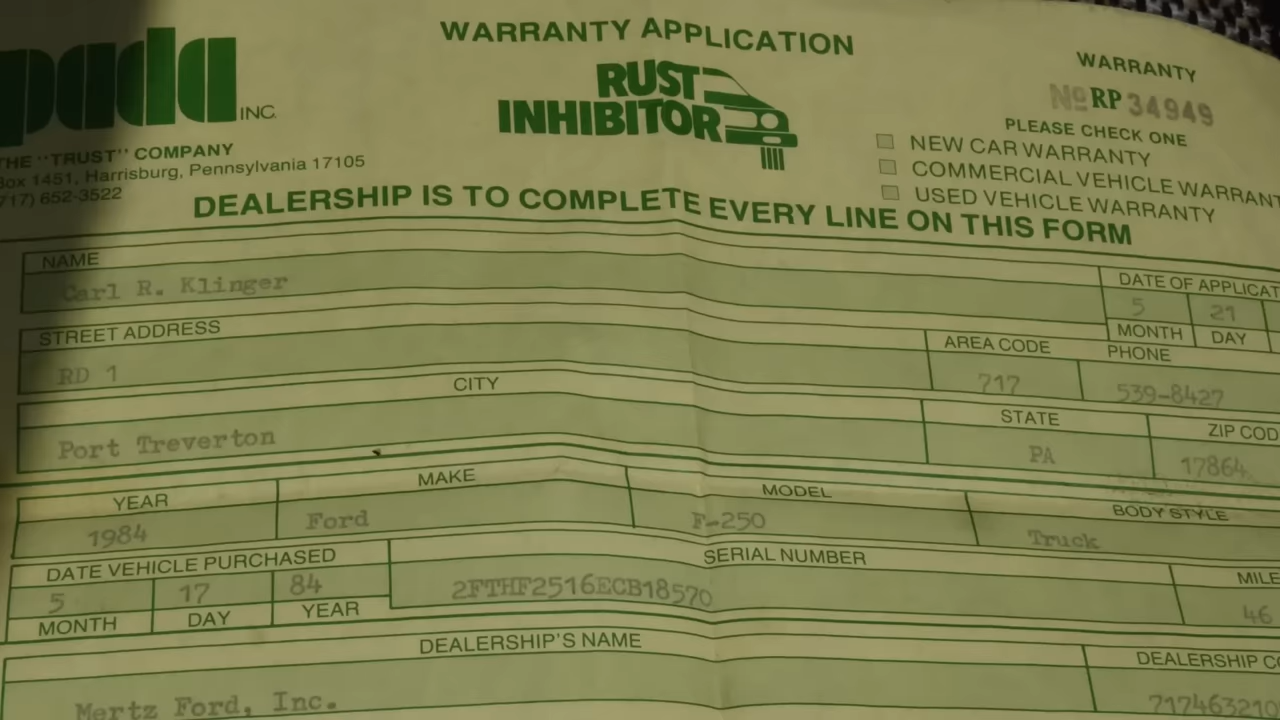 WARRANTY APPLICATION
pada INC.
RUST
INHIBITOR
WARRANTY
No RP 34949
PLEASE CHECK ONE
NEW CAR WARRANTY
COMMERCIAL VEHICLE WARRANT
USED VEHICLE WARRANTY
THE "TRUST" COMPANY
Box 1451, Harrisburg, Pennsylvania 17105
717) 652-3522
DEALERSHIP IS TO COMPLETE EVERY LINE ON THIS FORM
NAME
Carl R. Klinger
DATE OF APPLICAT
5 21
MONTH DAY
STREET ADDRESS
RD 1
AREA CODE PHONE
717 539-8427
CITY
Port Treverton
STATE
PA
ZIP COD
17864
YEAR MAKE MODEL BODY STYLE
1984 Ford F-250 Truck
DATE VEHICLE PURCHASED
5 17 84
MONTH DAY YEAR
SERIAL NUMBER
2FTHF2516ECB18570
MILE
46
DEALERSHIP'S NAME
Mertz Ford, Inc.
DEALERSHIP CO
717463210